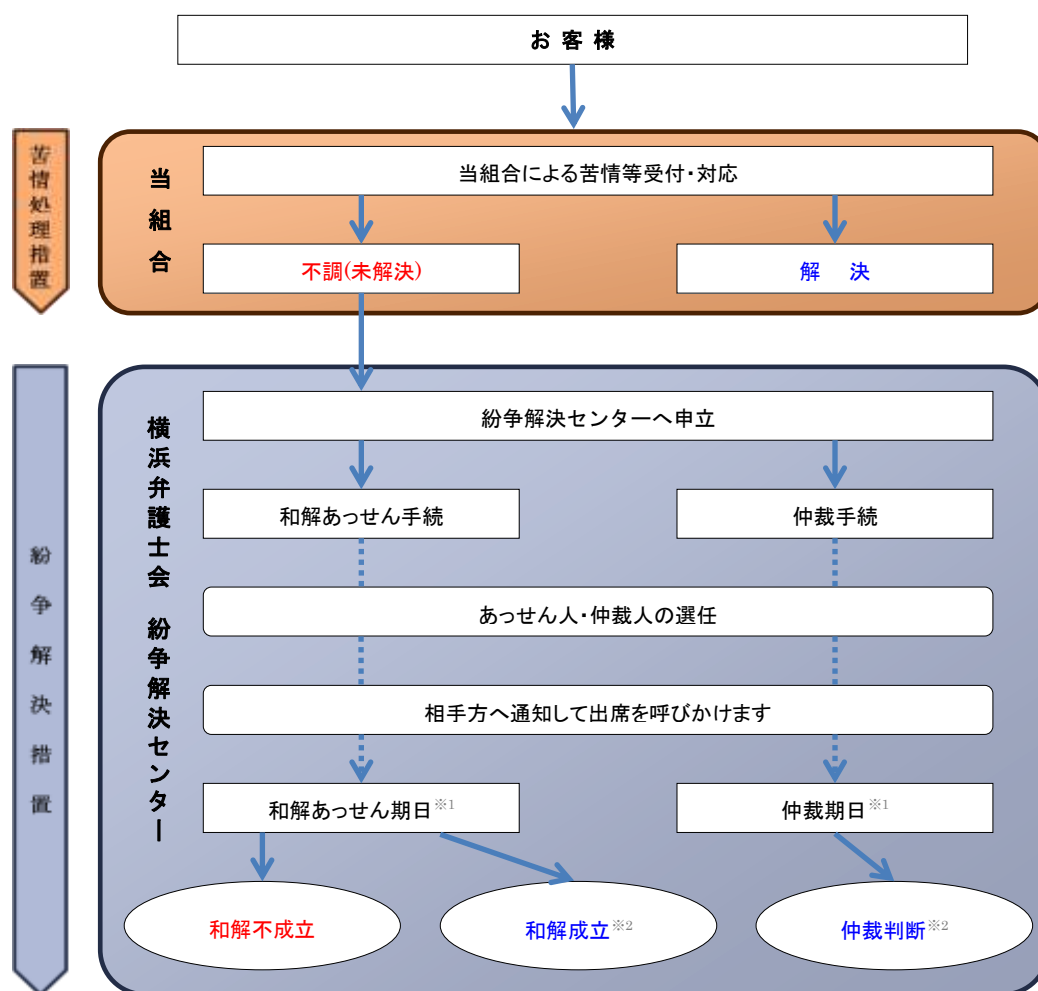 お 客 様
苦情処理措置
当組合
当組合による苦情等受付・対応
不調(未解決)
解　決
紛争解決措置
横浜弁護士会　紛争解決センター
紛争解決センターへ申立
和解あっせん手続
仲裁手続
あっせん人・仲裁人の選任
相手方へ通知して出席を呼びかけます
和解あっせん期日※1
仲裁期日※1
和解不成立
和解成立※2
仲裁判断※2